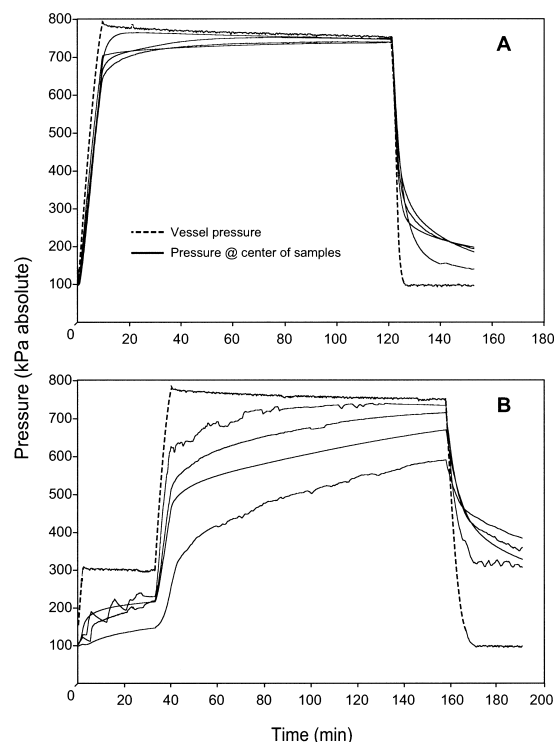 800
A
700
600
500
400
300
Vessel pressure
200
Pressure @ center of samples
100
0 20 40 60 80 100 120 140 160 180
Pressure (kPa absolute)
800
B
700
600
500
400
300
200
100
0 20 40 60 80 100 120 140 160 180 200
Time (min)